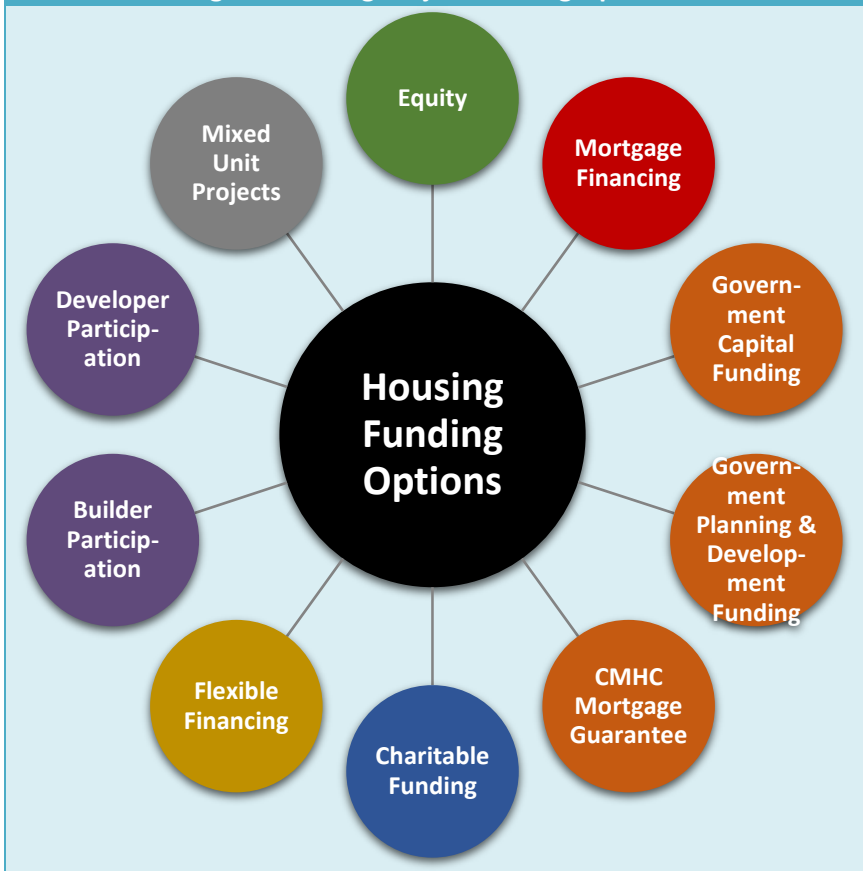 Housing
Funding
Options
Equity
Mortgage
Financing
Govern-
ment
Capital
Funding
Govern-
ment
Planning &
Develop-
ment
Funding
CMHC
Mortgage
Guarantee
Charitable
Funding
Flexible
Financing
Builder
Particip-
ation
Developer
Particip-
ation
Mixed
Unit
Projects